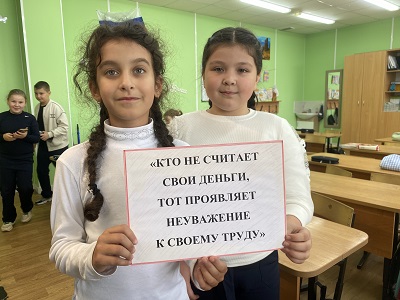 «КТО НЕ СЧИТАЕТ
СВОИ ДЕНЬГИ,
ТОТ ПРОЯВЛЯЕТ
НЕУВАЖЕНИЕ
К СВОЕМУ ТРУДУ»